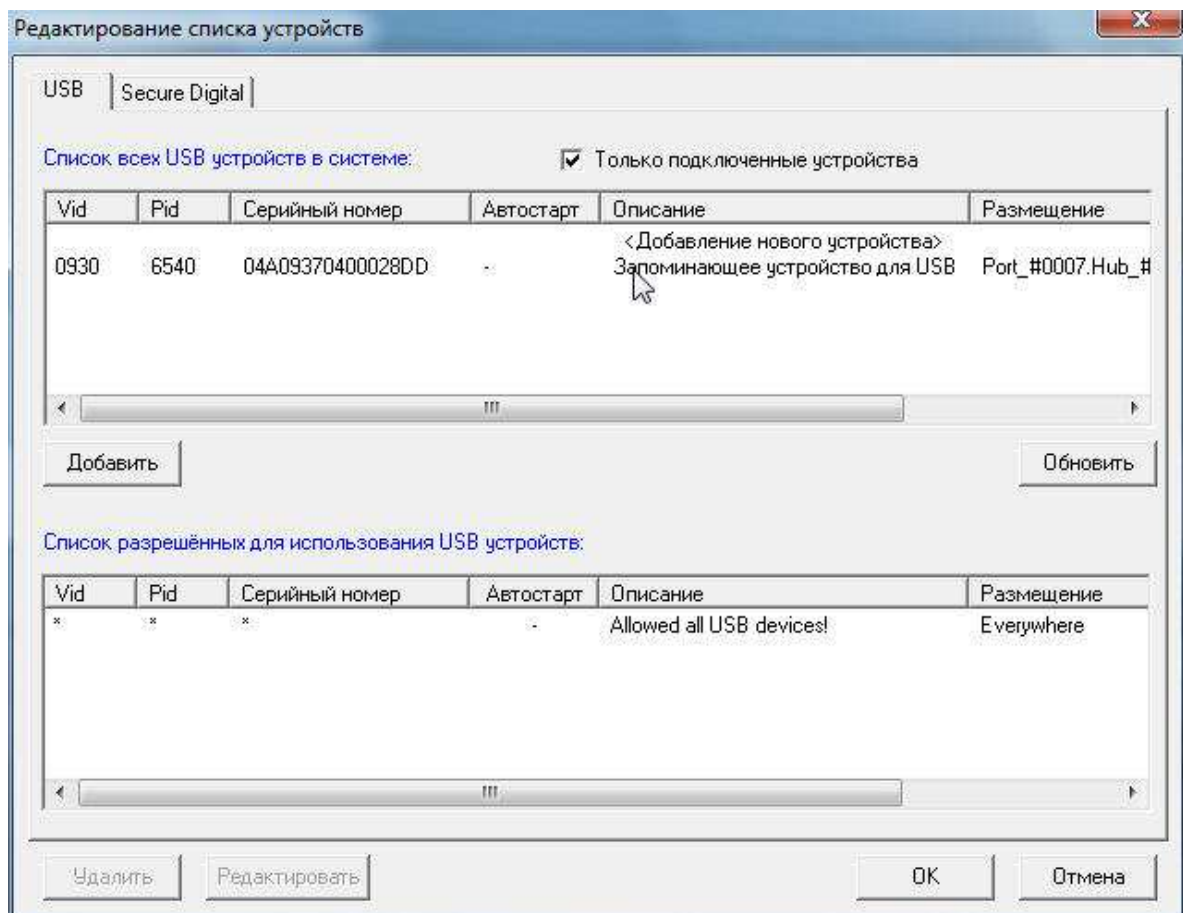 Редактирование списка устройств
USB Secure Digital
Список всех USB устройств в системе: Только подключенные устройства
Vid Pid Серийный номер Автостарт Описание Размещение
<Добавление нового устройства>
0930 6540 04A09370400028DD - Запоминающее устройство для USB Port_#0007.Hub_#
Добавить Обновить
Список разрешённых для использования USB устройств:
Vid Pid Серийный номер Автостарт Описание Размещение
* * * - Allowed all USB devices! Everywhere
Удалить Редактировать OK Отмена